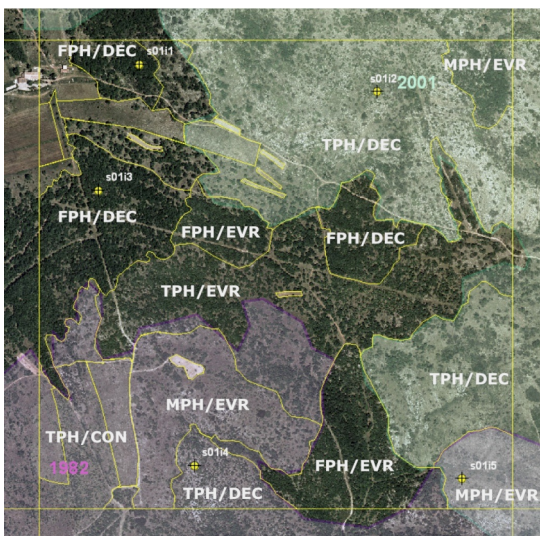 FPH/DEC
s01i1
MPH/EVR
s01i2
2001
TPH/DEC
s01i3
FPH/DEC
FPH/EVR
FPH/DEC
TPH/EVR
TPH/DEC
MPH/EVR
TPH/CON
1982
s01i4
TPH/DEC
FPH/EVR
s01i5
MPH/EVR